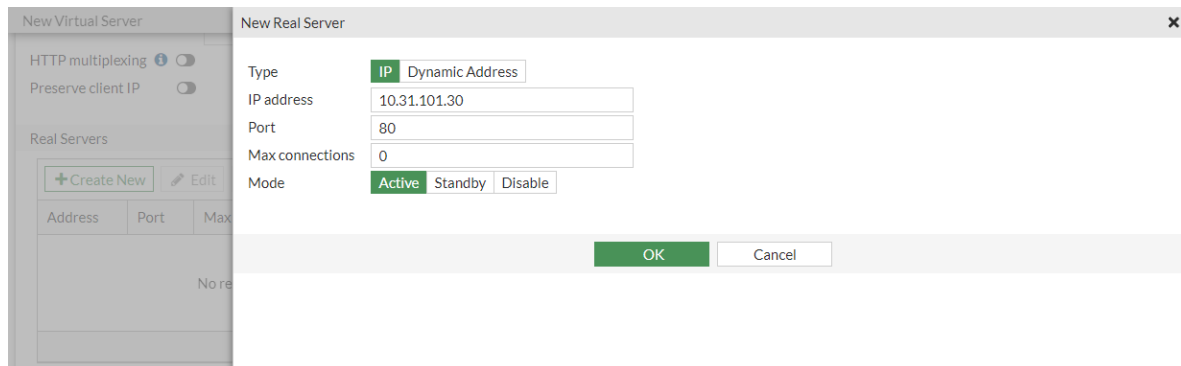 New Virtual Server
HTTP multiplexing
Preserve client IP
Real Servers
Create New
Edit
Address Port Max
No re
New Real Server
Type IP Dynamic Address
IP address 10.31.101.30
Port 80
Max connections 0
Mode Active Standby Disable
OK Cancel